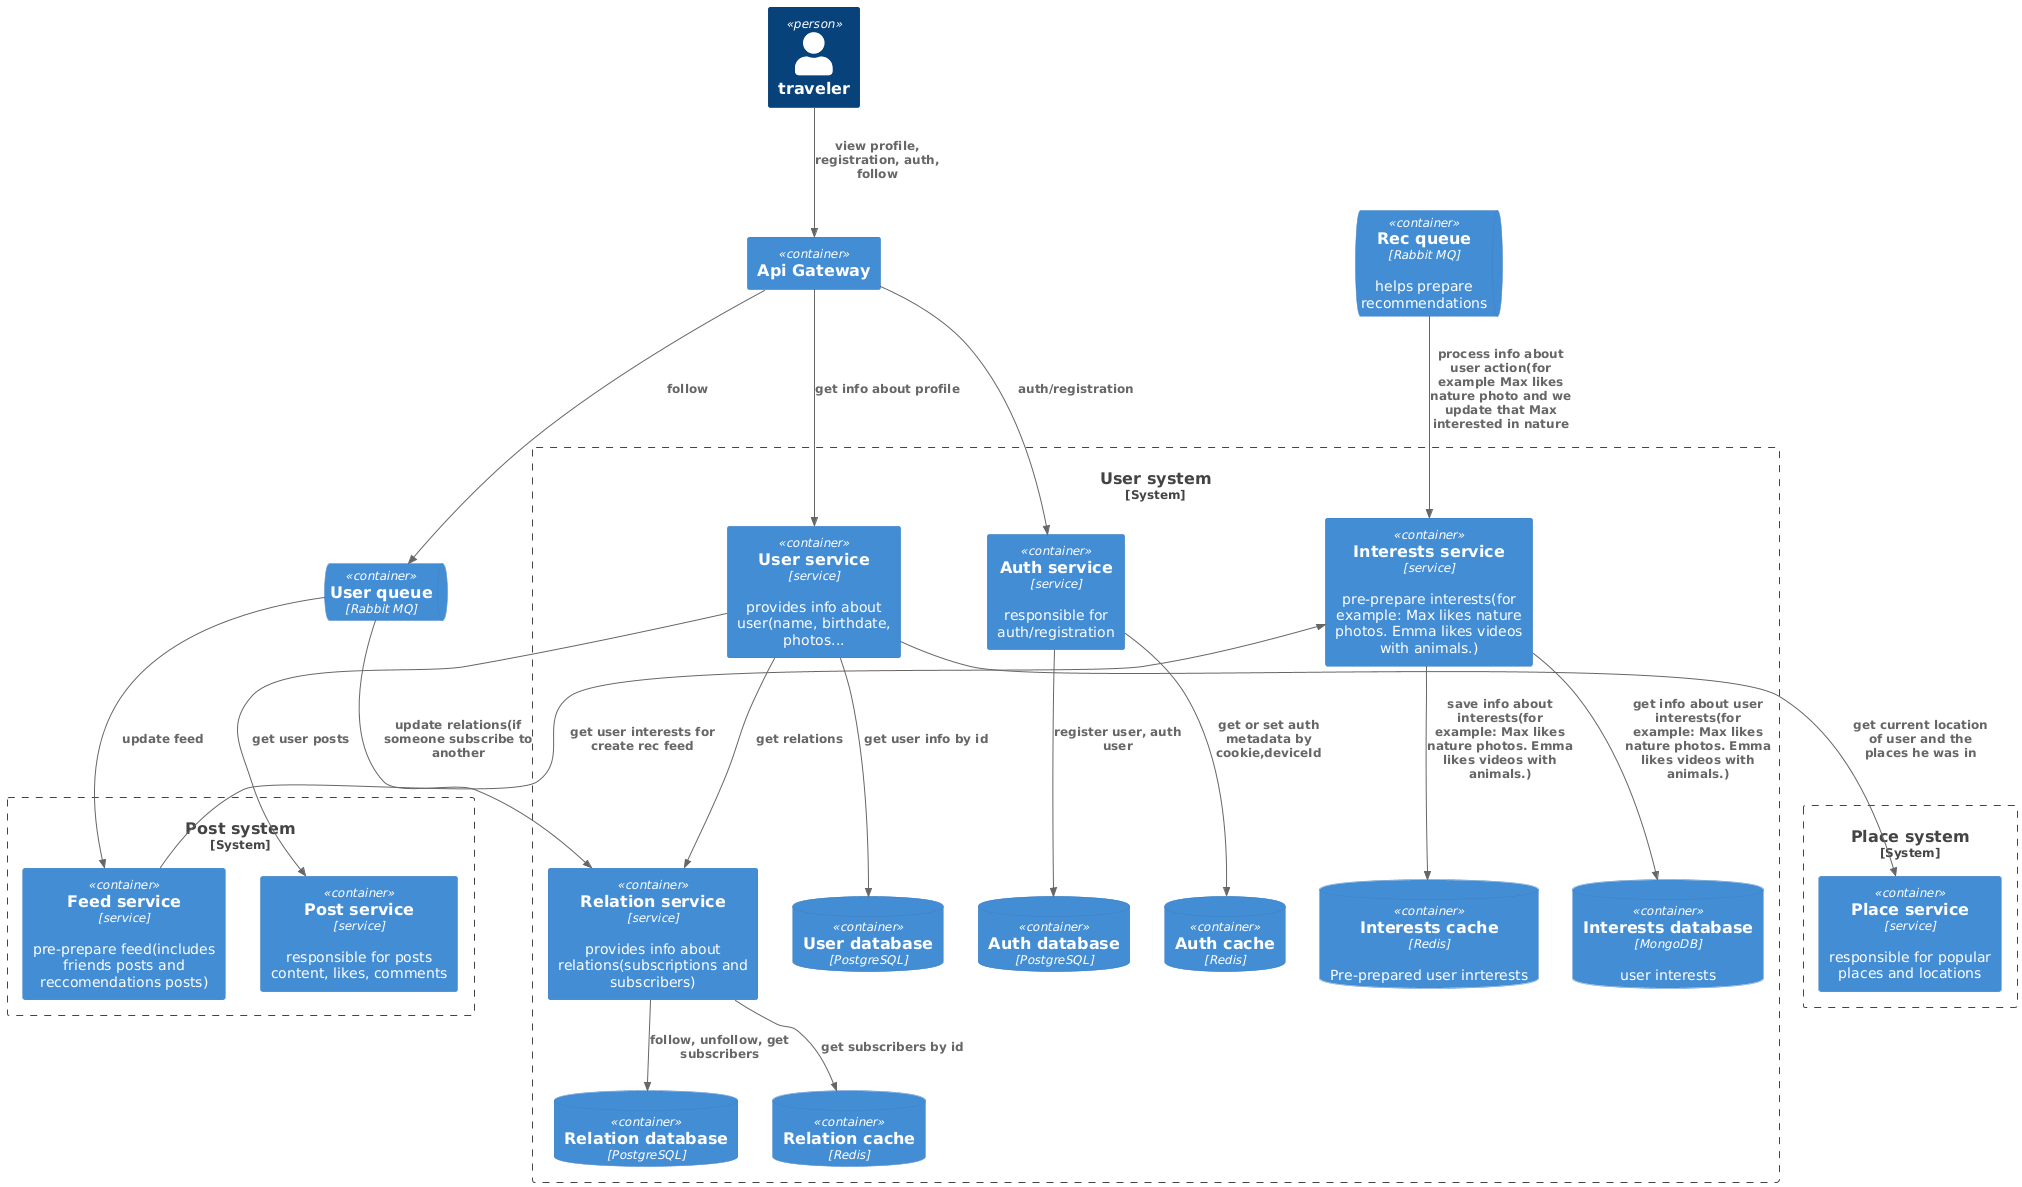 «person»
traveler
view profile,
registration, auth,
follow
«container»
Api Gateway
«container»
Rec queue
[Rabbit MQ]
helps prepare
recommendations
follow
get info about profile
auth/registration
process info about
user action(for
example Max likes
nature photo and we
update that Max
interested in nature
User system
[System]
«container»
User queue
[Rabbit MQ]
«container»
User service
[service]
provides info about
user(name, birthdate,
photos...
«container»
Auth service
[service]
responsible for
auth/registration
«container»
Interests service
[service]
pre-prepare interests(for
example: Max likes nature
photos. Emma likes videos
with animals.)
update feed
get user posts
update relations(if
someone subscribe to
another
get user interests for
create rec feed
get relations
get user info by id
register user, auth
user
get or set auth
metadata by
cookie,deviceId
save info about
interests(for
example: Max likes
nature photos. Emma
likes videos with
animals.)
get info about user
interests(for
example: Max likes
nature photos. Emma
likes videos with
animals.)
get current location
of user and the
places he was in
Post system
[System]
«container»
Feed service
[service]
pre-prepare feed(includes
friends posts and
reccomendations posts)
«container»
Post service
[service]
responsible for posts
content, likes, comments
«container»
Relation service
[service]
provides info about
relations(subscriptions and
subscribers)
«container»
User database
[PostgreSQL]
«container»
Auth database
[PostgreSQL]
«container»
Auth cache
[Redis]
«container»
Interests cache
[Redis]
Pre-prepared user inrterests
«container»
Interests database
[MongoDB]
user interests
Place system
[System]
«container»
Place service
[service]
responsible for popular
places and locations
follow, unfollow, get
subscribers
get subscribers by id
«container»
Relation database
[PostgreSQL]
«container»
Relation cache
[Redis]